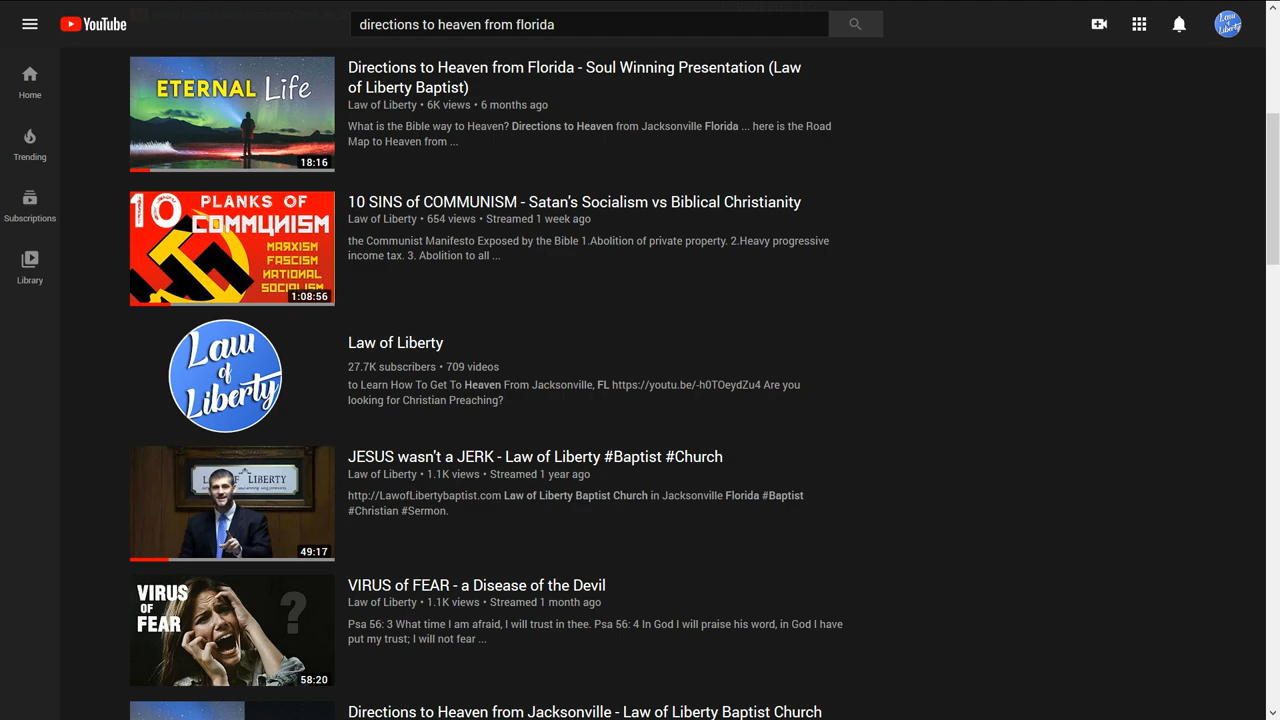 YouTube
directions to heaven from florida
Law of Liberty
Home
Trending
Subscriptions
Library
ETERNAL Life
18:16
Directions to Heaven from Florida - Soul Winning Presentation (Law
of Liberty Baptist)
Law of Liberty • 6K views • 6 months ago
What is the Bible way to Heaven? Directions to Heaven from Jacksonville Florida ... here is the Road
Map to Heaven from ...
10 PLANKS OF
COMMUNISM
MARXISM
FASCISM
NATIONAL
SOCIALISM
1:08:56
10 SINS of COMMUNISM - Satan's Socialism vs Biblical Christianity
Law of Liberty • 654 views • Streamed 1 week ago
the Communist Manifesto Exposed by the Bible 1.Abolition of private property. 2.Heavy progressive
income tax. 3. Abolition to all ...
Law
of
Liberty
Law of Liberty
27.7K subscribers • 709 videos
to Learn How To Get To Heaven From Jacksonville, FL https://youtu.be/-h0TOeydZu4 Are you
looking for Christian Preaching?
49:17
JESUS wasn't a JERK - Law of Liberty #Baptist #Church
Law of Liberty • 1.1K views • Streamed 1 year ago
http://LawofLibertybaptist.com Law of Liberty Baptist Church in Jacksonville Florida #Baptist
#Christian #Sermon.
VIRUS
OF
FEAR
?
58:20
VIRUS of FEAR - a Disease of the Devil
Law of Liberty • 1.1K views • Streamed 1 month ago
Psa 56: 3 What time I am afraid, I will trust in thee. Psa 56: 4 In God I will praise his word, in God I have
put my trust; I will not fear ...
Directions to Heaven from Jacksonville - Law of Liberty Baptist Church